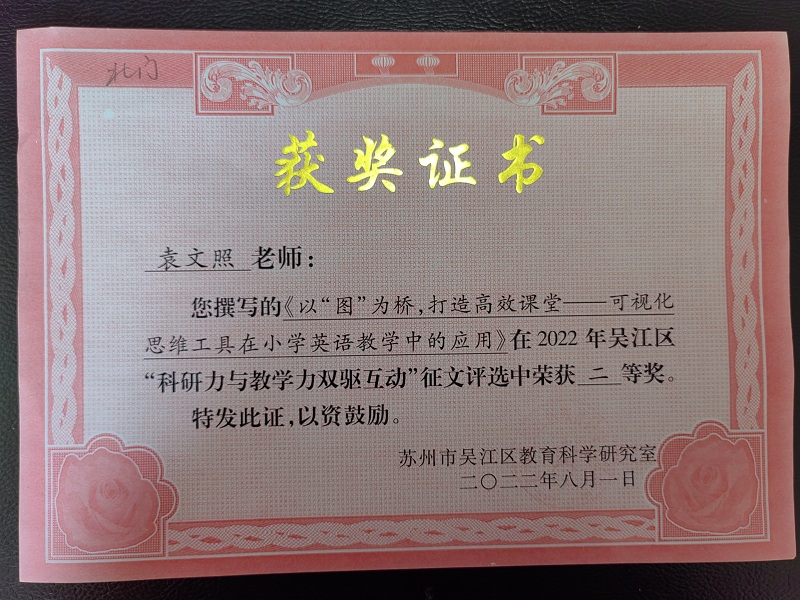 北门
获奖证书
袁文照 老师：
您撰写的《以“图”为桥，打造高效课堂——可视化
思维工具在小学英语教学中的应用》在2022年吴江区
“科研力与教学力双驱互动”征文评选中荣获 二 等奖。
特发此证，以资鼓励。
苏州市吴江区教育科学研究室
二〇二二年八月一日